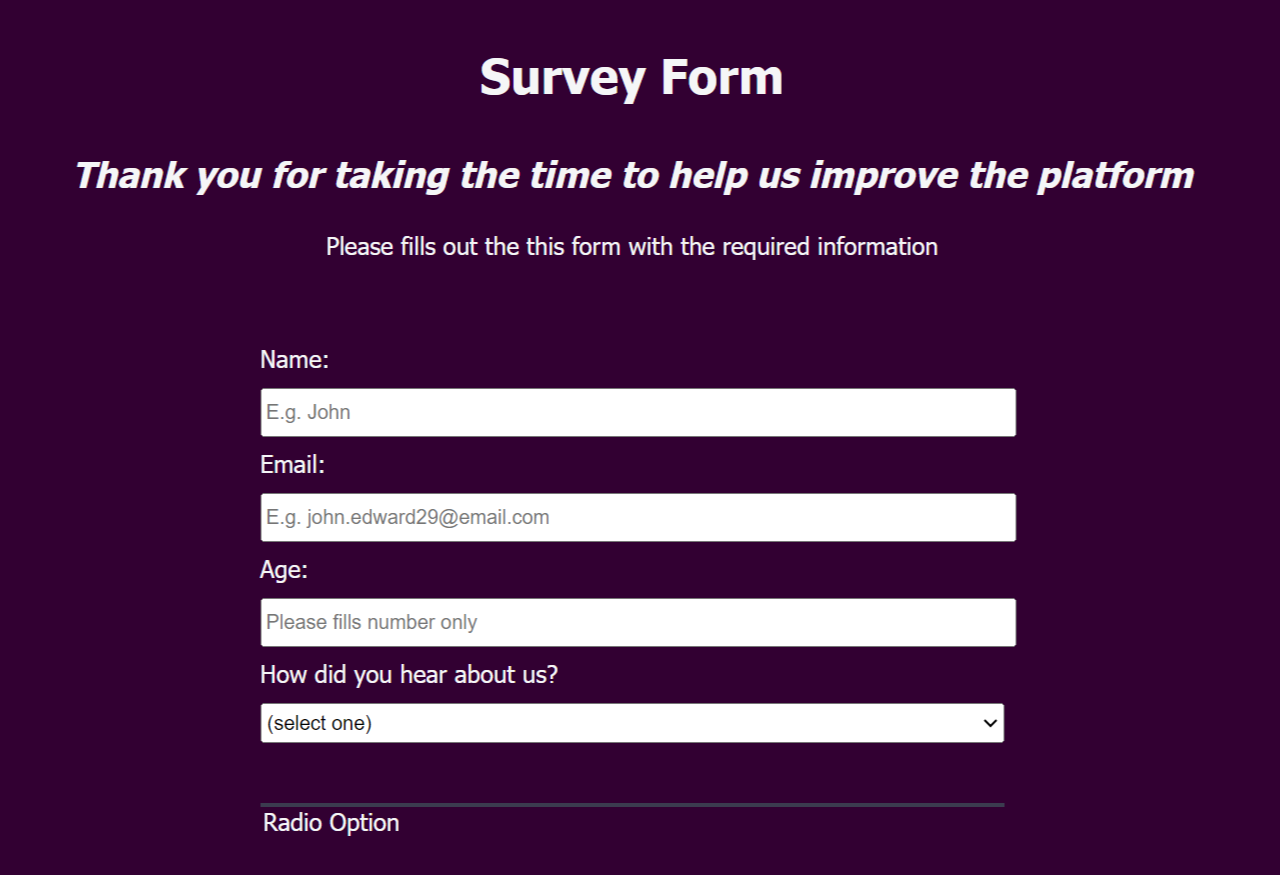 Survey Form
Thank you for taking the time to help us improve the platform
Please fills out the this form with the required information
Name:
E.g. John
Email:
E.g. john.edward29@email.com
Age:
Please fills number only
How did you hear about us?
(select one)
Radio Option